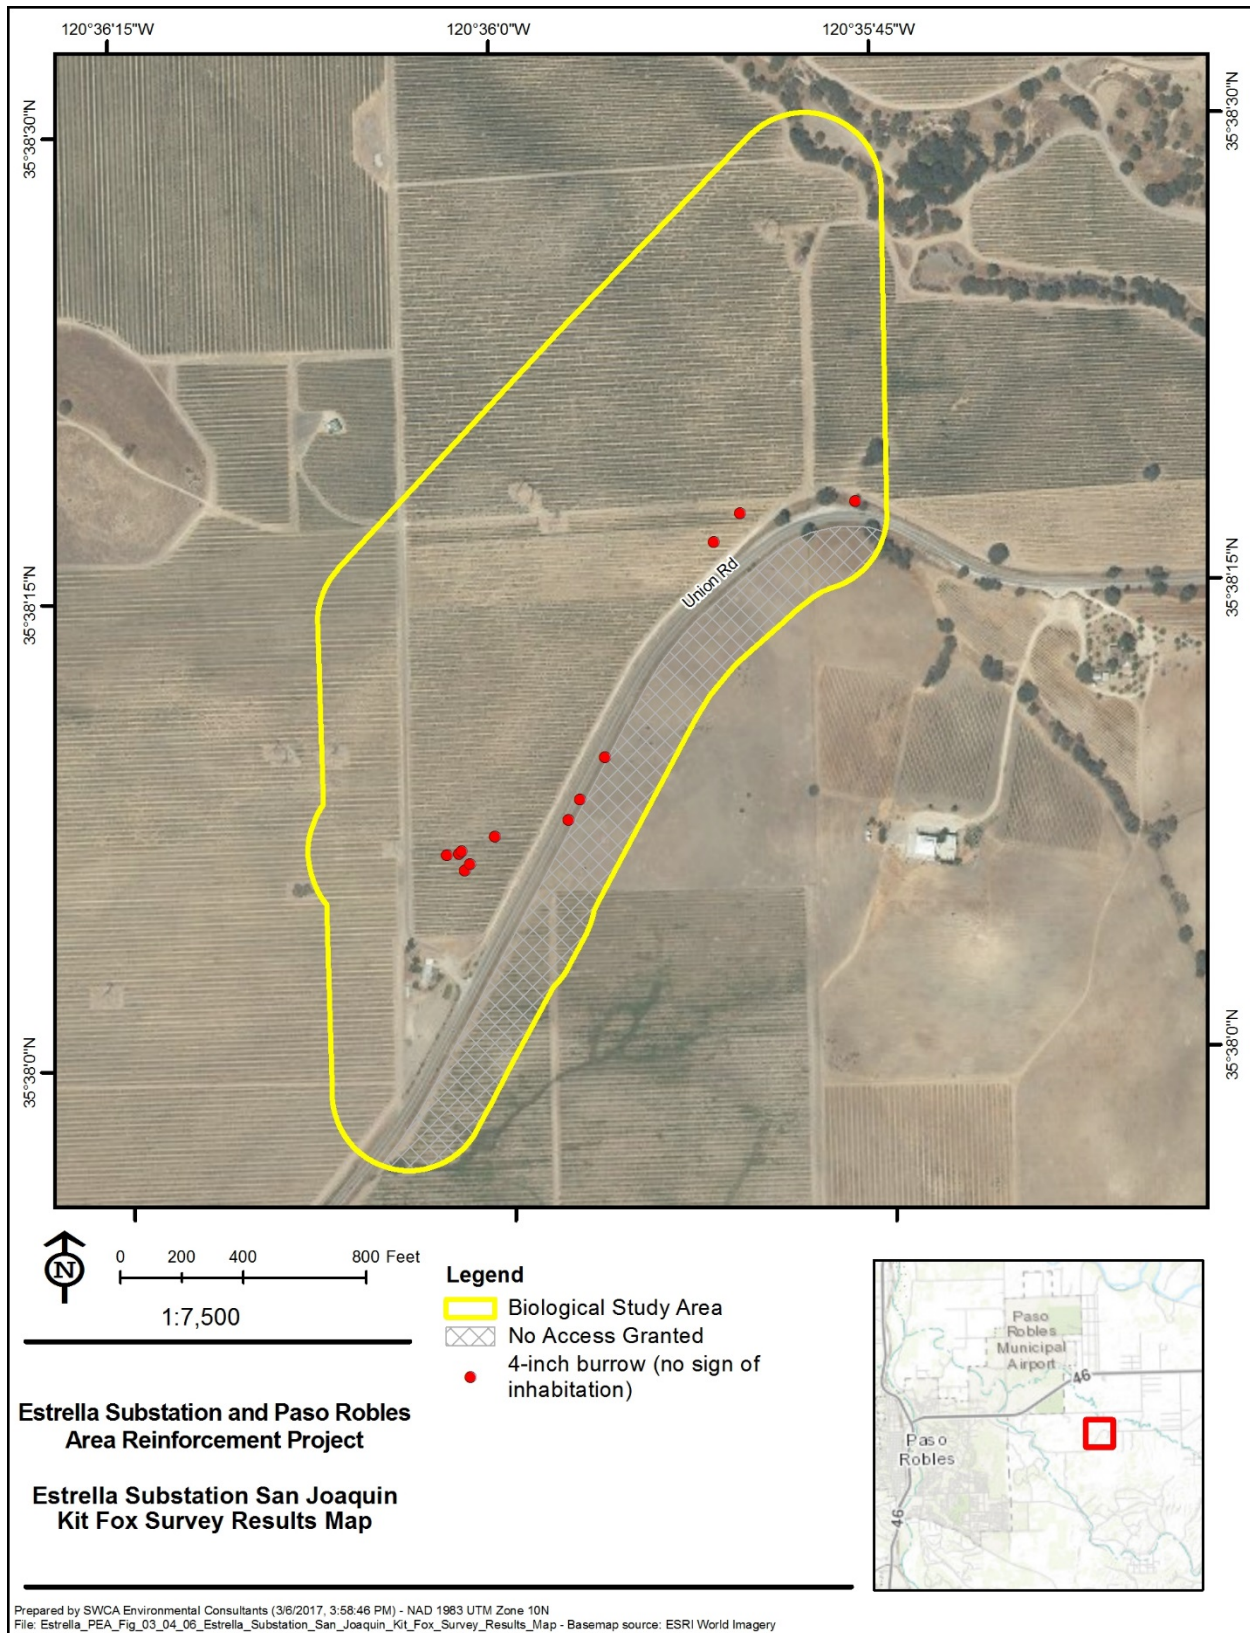 120°36'15"W
120°36'0"W
120°35'45"W
35°38'30"N
35°38'30"N
35°38'15"N
35°38'15"N
35°38'0"N
35°38'0"N
Union Rd
N
0 200 400 800 Feet
1:7,500
Legend
Biological Study Area
No Access Granted
4-inch burrow (no sign of
inhabitation)
Estrella Substation and Paso Robles
Area Reinforcement Project
Estrella Substation San Joaquin
Kit Fox Survey Results Map
Paso
Robles
Municipal
Airport
46
Paso
Robles
46
Prepared by SWCA Environmental Consultants (3/6/2017, 3:58:46 PM) - NAD 1983 UTM Zone 10N
File: Estrella_PEA_Fig_03_04_06_Estrella_Substation_San_Joaquin_Kit_Fox_Survey_Results_Map - Basemap source: ESRI World Imagery